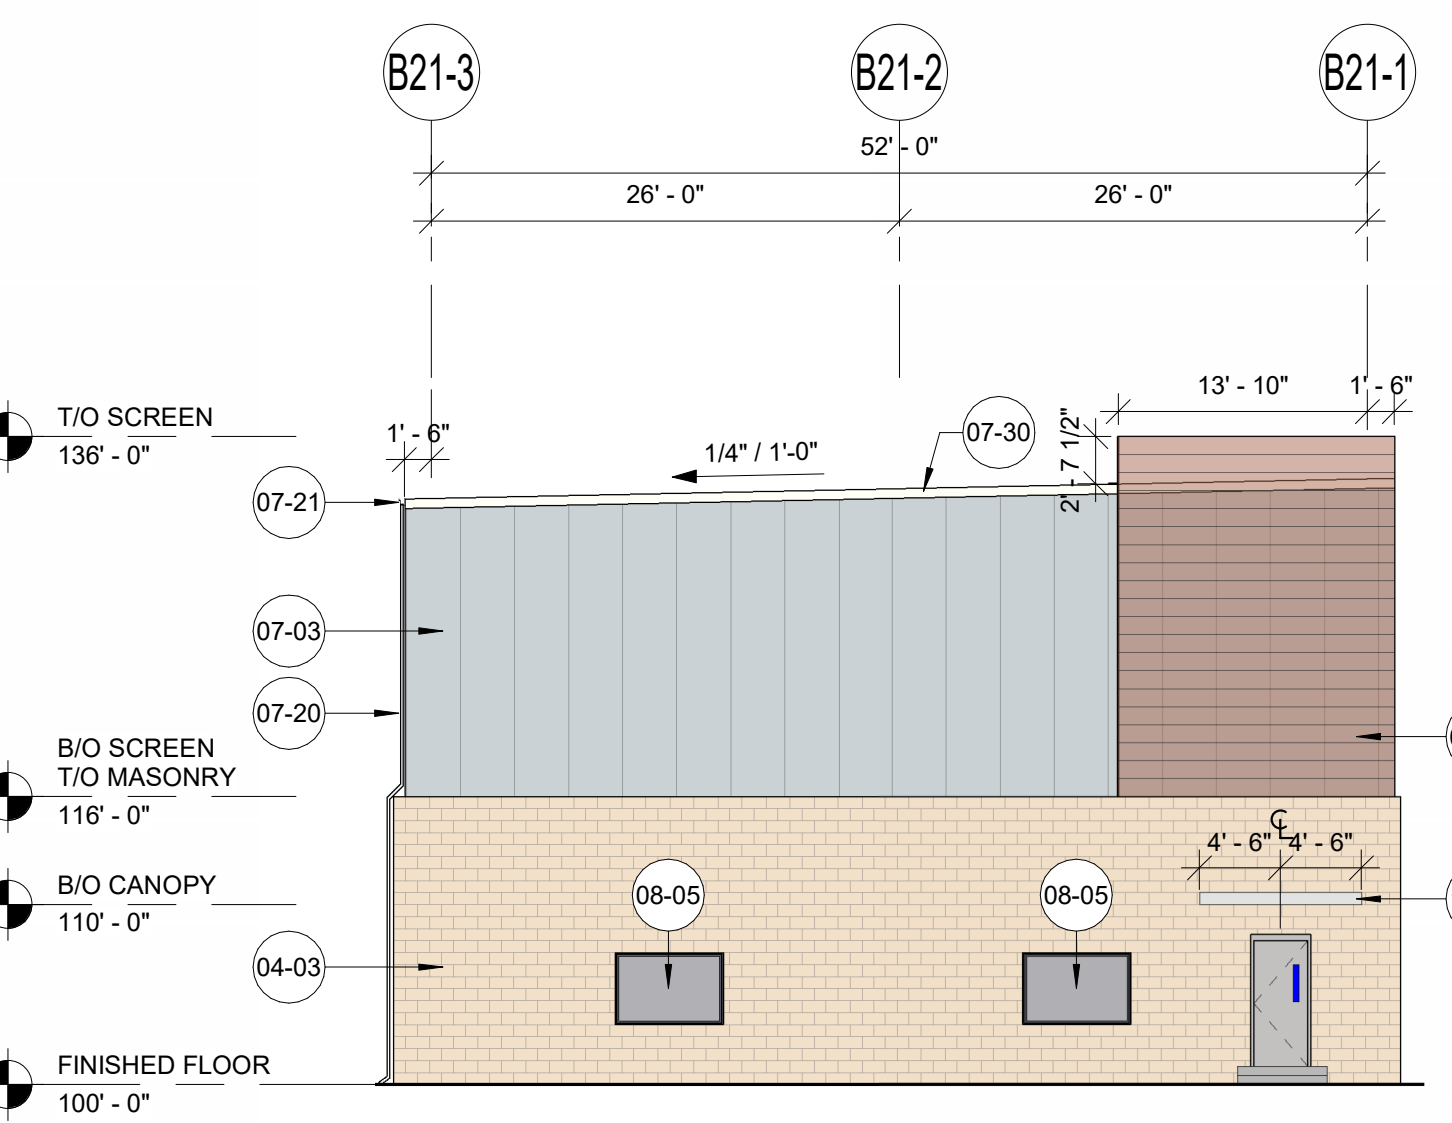 B21-3
B21-2
B21-1
52' - 0"
26' - 0"
26' - 0"
13' - 10"
1' - 6"
T/O SCREEN
136' - 0"
1' - 6"
1/4" / 1'-0"
07-30
2' - 7 1/2"
07-21
07-03
07-20
B/O SCREEN
T/O MASONRY
116' - 0"
4' - 6"
℄
4' - 6"
B/O CANOPY
110' - 0"
08-05
08-05
04-03
FINISHED FLOOR
100' - 0"